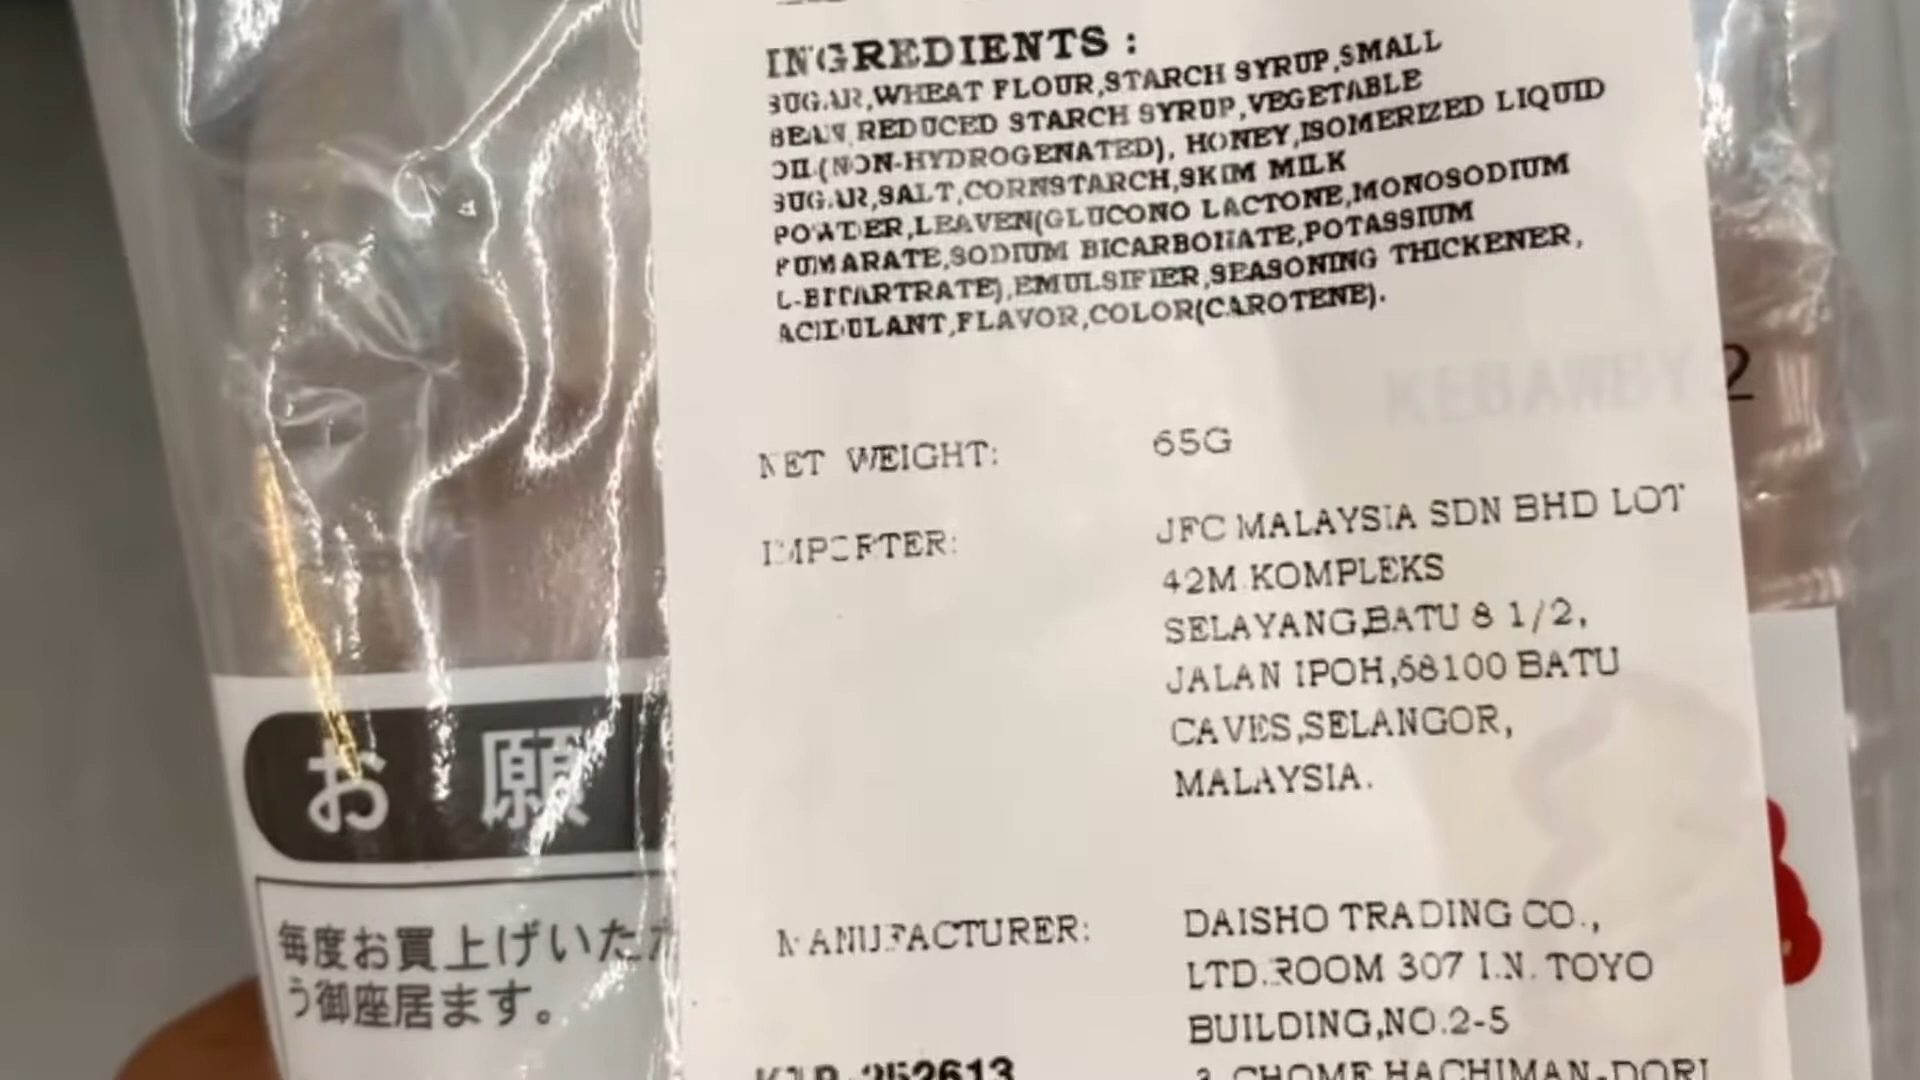 INGREDIENTS :
SUGAR,WHEAT FLOUR,STARCH SYRUP,SMALL
BEAN,REDUCED STARCH SYRUP,VEGETABLE
OIL(NON-HYDROGENATED), HONEY,ISOMERIZED LIQUID
SUGAR,SALT,CORNSTARCH,SKIM MILK
POWDER,LEAVEN(GLUCONO LACTONE,MONOSODIUM
FUMARATE,SODIUM BICARBONATE,POTASSIUM
L-BITARTRATE),EMULSIFIER,SEASONING THICKENER,
ACIDULANT,FLAVOR,COLOR(CAROTENE).
2
NET WEIGHT: 65G
IMPORTER: JFC MALAYSIA SDN BHD LOT
42M KOMPLEKS
SELAYANG,BATU 8 1/2,
JALAN IPOH,68100 BATU
CAVES,SELANGOR,
MALAYSIA.
MANUFACTURER: DAISHO TRADING CO.,
LTD.ROOM 307 I.N. TOYO
BUILDING,NO.2-5
CHOME HACHIMAN-DORI
お願
毎度お買上げいた
う御座居ます。